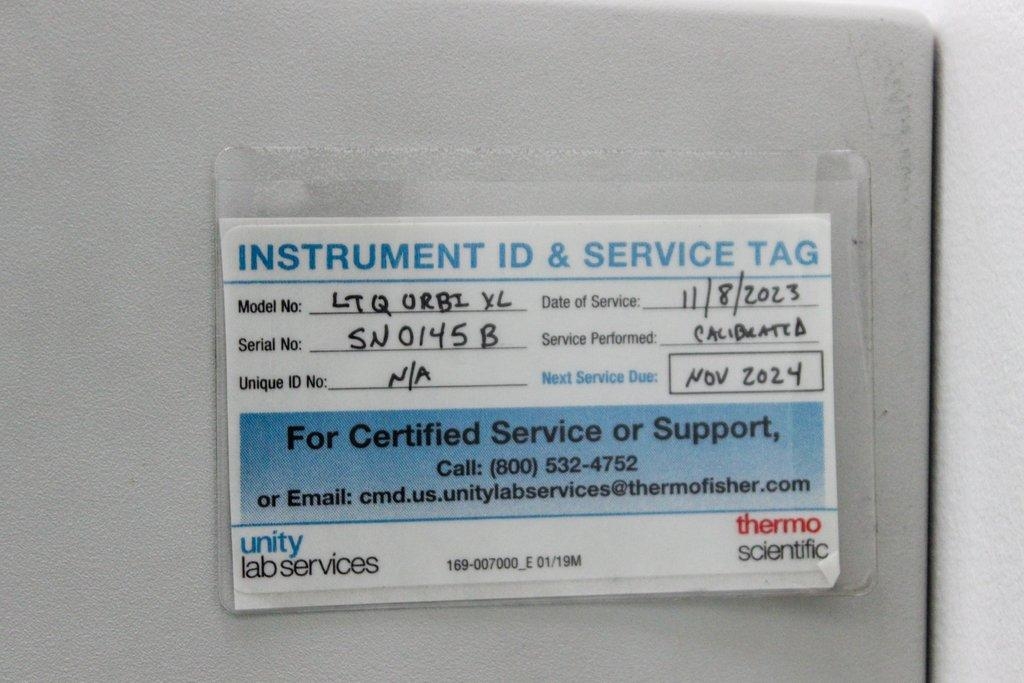 INSTRUMENT ID & SERVICE TAG
Model No: LTQ ORBI XL Date of Service: 11/8/2023
Serial No: SN 0145 B Service Performed: CALIBRATED
Unique ID No: N/A Next Service Due: NOV 2024
For Certified Service or Support,
Call: (800) 532-4752
or Email: cmd.us.unitylabservices@thermofisher.com
unity
lab services
169-007000_E 01/19M
thermo
scientific